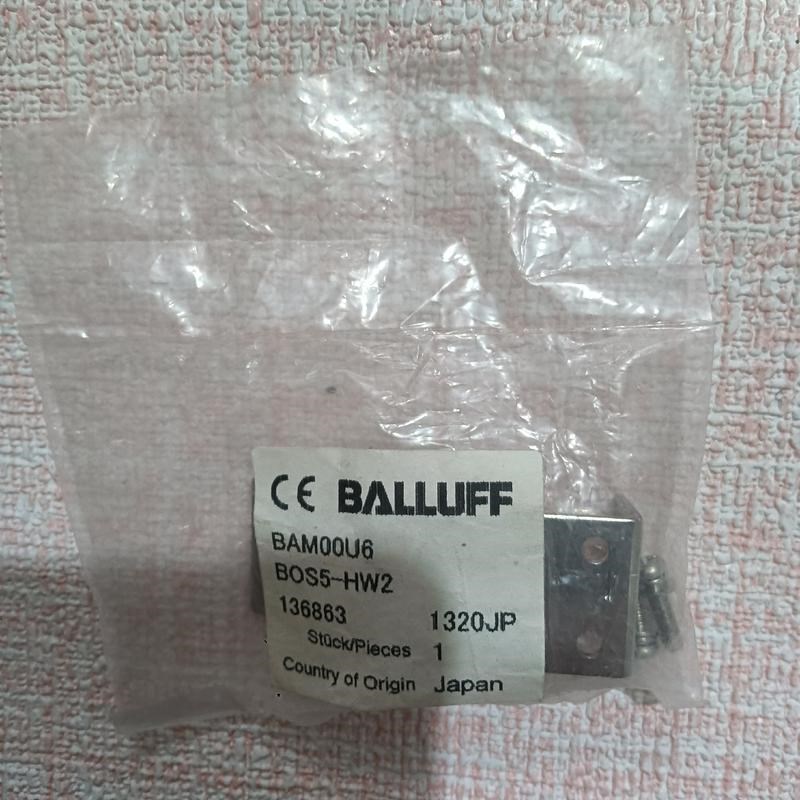 CE BALLUFF
BAM00U6
BOS5-HW2
136863 1320JP
Stück/Pieces 1
Country of Origin Japan